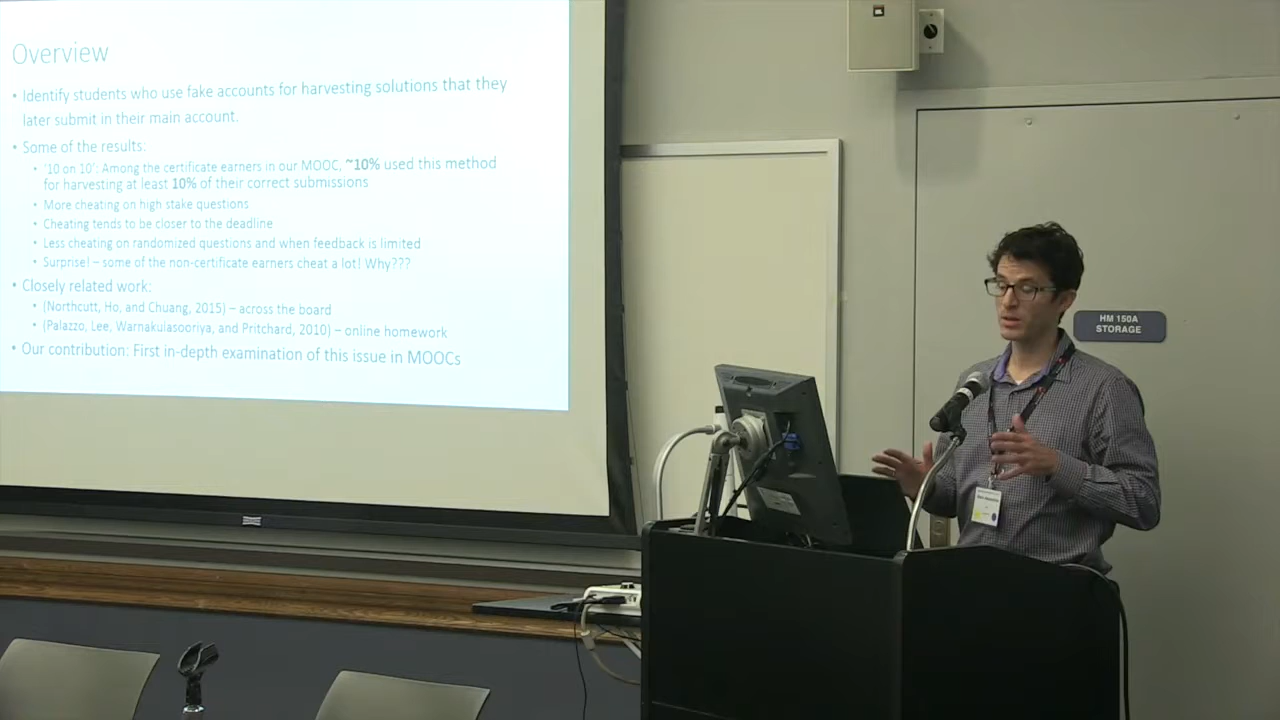 Overview
• Identify students who use fake accounts for harvesting solutions that they
later submit in their main account.
• Some of the results:
• '10 on 10': Among the certificate earners in our MOOC, ~10% used this method
for harvesting at least 10% of their correct submissions
• More cheating on high stake questions
• Cheating tends to be closer to the deadline
• Less cheating on randomized questions and when feedback is limited
• Surprise! – some of the non-certificate earners cheat a lot! Why???
• Closely related work:
• (Northcutt, Ho, and Chuang, 2015) – across the board
• (Palazzo, Lee, Warnakulasooriya, and Pritchard, 2010) – online homework
• Our contribution: First in-depth examination of this issue in MOOCs
HM 150A
STORAGE